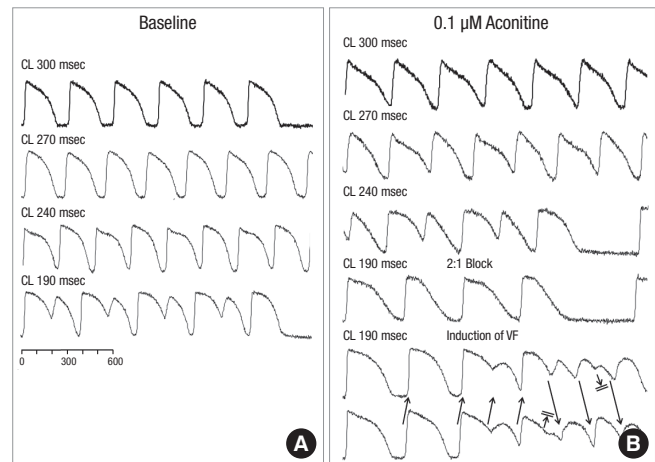 Baseline
CL 300 msec
CL 270 msec
CL 240 msec
CL 190 msec
0 300 600
A
0.1 μM Aconitine
CL 300 msec
CL 270 msec
CL 240 msec
CL 190 msec 2:1 Block
CL 190 msec Induction of VF
B